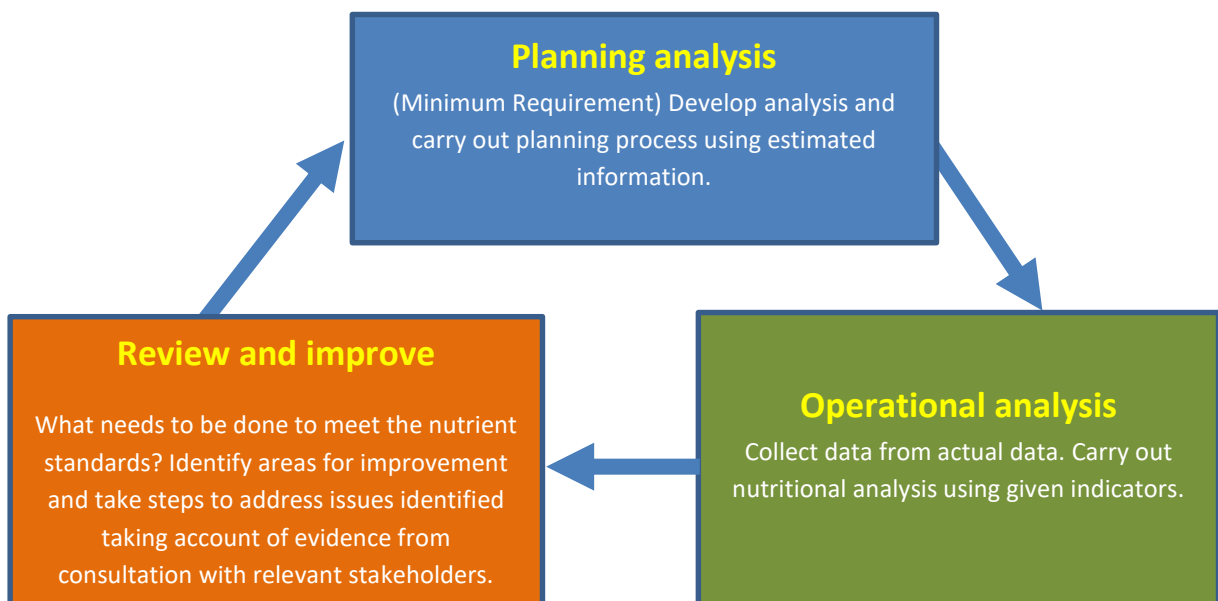 Planning analysis
(Minimum Requirement) Develop analysis and
carry out planning process using estimated
information.
Review and improve
What needs to be done to meet the nutrient
standards? Identify areas for improvement
and take steps to address issues identified
taking account of evidence from
consultation with relevant stakeholders.
Operational analysis
Collect data from actual data. Carry out
nutritional analysis using given indicators.